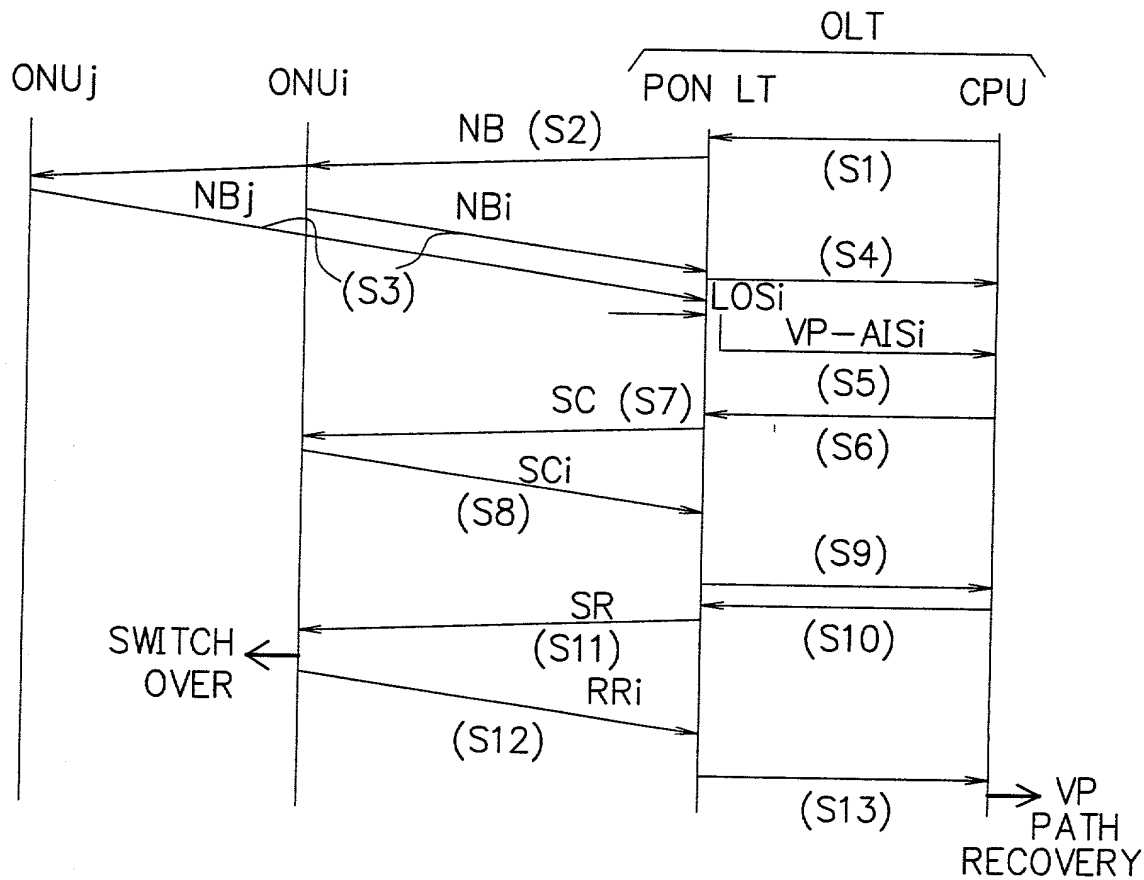 OLT
ONUj
ONUi
PON LT
CPU
NB (S2)
(S1)
NBj
NBi
(S3)
(S4)
LOSi
VP-AISi
(S5)
SC (S7)
(S6)
SCi
(S8)
(S9)
SR
(S11)
(S10)
SWITCH
OVER
RRi
(S12)
(S13)
VP
PATH
RECOVERY